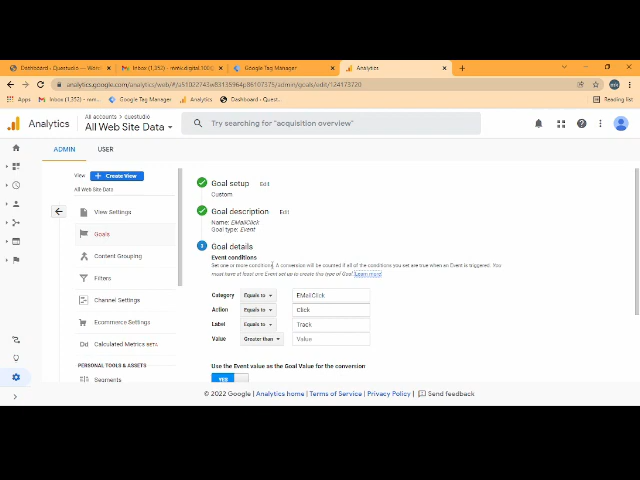 Dashboard - Questudio — Wor
Inbox (1,352) - mmv.digital.100
Google Tag Manager
Analytics
analytics.google.com/analytics/web/#/
Apps
Inbox (1,352) - mm...
Google Tag Manager
Analytics
Dashboard - Quest...
Reading list
Analytics
All accounts > cuestudio
All Web Site Data
Try searching for "acquisition overview"
ADMIN
USER
View
+ Create View
All Web Site Data
View Settings
Goals
Content Grouping
Filters
Channel Settings
Ecommerce Settings
Dd Calculated Metrics BETA
PERSONAL TOOLS & ASSETS
Segments
Goal setup Edit
Custom
Goal description Edit
Name: EMailClick
Goal type: Event
3 Goal details
Event conditions
Set one or more conditions. A conversion will be counted if all of the conditions you set are true when an Event is triggered. You
must have at least one Event set up to create this type of Goal. Learn more
Category Equals to EMailClick
Action Equals to Click
Label Equals to Track
Value Greater than Value
Use the Event value as the Goal Value for the conversion
YES
© 2022 Google | Analytics home | Terms of Service | Privacy Policy | Send feedback